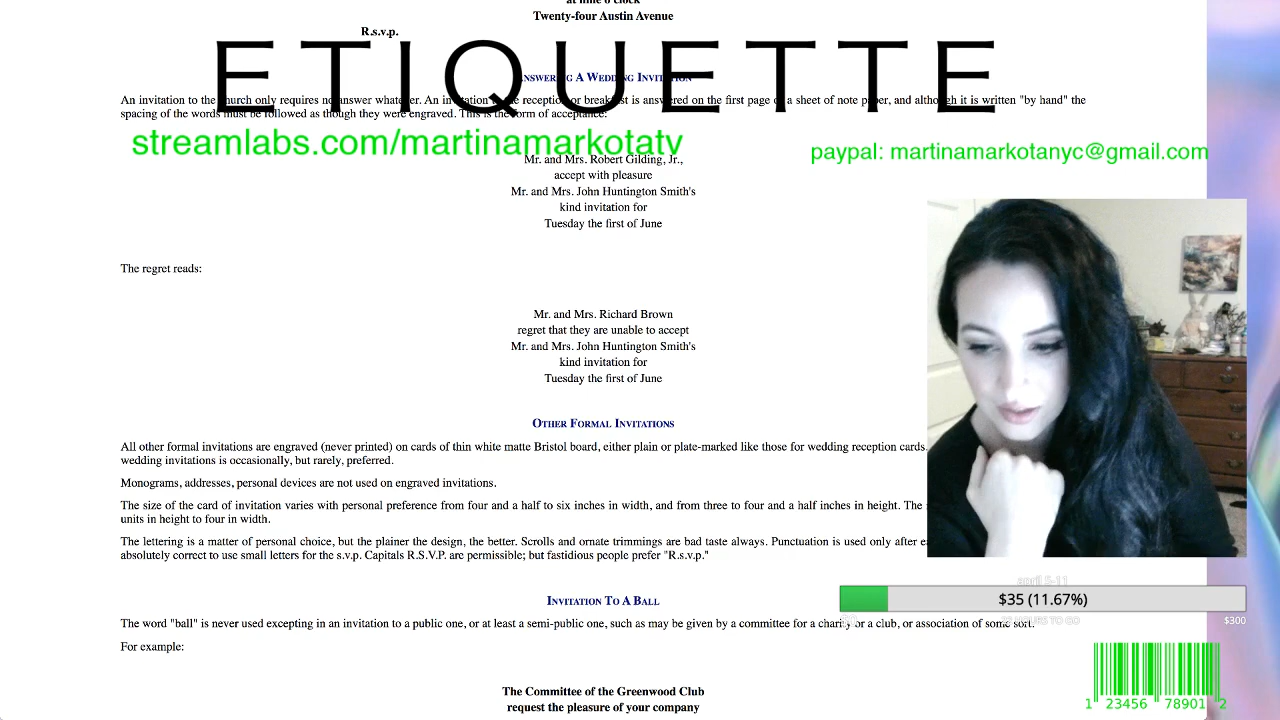 at nine o'clock
Twenty-four Austin Avenue
R.s.v.p.
ETIQUETTE
Answering A Wedding Invitation
An invitation to the church only requires no answer whatever. An invitation to the reception or breakfast is answered on the first page of a sheet of note paper, and although it is written "by hand" the
spacing of the words must be followed as though they were engraved. This is the form of acceptance:
streamlabs.com/martinamarkotatv
paypal: martinamarkotanyc@gmail.com
Mr. and Mrs. Robert Gilding, Jr.,
accept with pleasure
Mr. and Mrs. John Huntington Smith's
kind invitation for
Tuesday the first of June
The regret reads:
Mr. and Mrs. Richard Brown
regret that they are unable to accept
Mr. and Mrs. John Huntington Smith's
kind invitation for
Tuesday the first of June
Other Formal Invitations
All other formal invitations are engraved (never printed) on cards of thin white matte Bristol board, either plain or plate-marked like those for wedding reception cards.
wedding invitations is occasionally, but rarely, preferred.
Monograms, addresses, personal devices are not used on engraved invitations.
The size of the card of invitation varies with personal preference from four and a half to six inches in width, and from three to four and a half inches in height. The
units in height to four in width.
The lettering is a matter of personal choice, but the plainer the design, the better. Scrolls and ornate trimmings are bad taste always. Punctuation is used only after
absolutely correct to use small letters for the s.v.p. Capitals R.S.V.P. are permissible; but fastidious people prefer "R.s.v.p."
april 5-11
$35 (11.67%)
HOURS TO GO
$300
Invitation To A Ball
The word "ball" is never used excepting in an invitation to a public one, or at least a semi-public one, such as may be given by a committee for a charity or a club, or association of some sort.
For example:
The Committee of the Greenwood Club
request the pleasure of your company
1 23456 78901 2